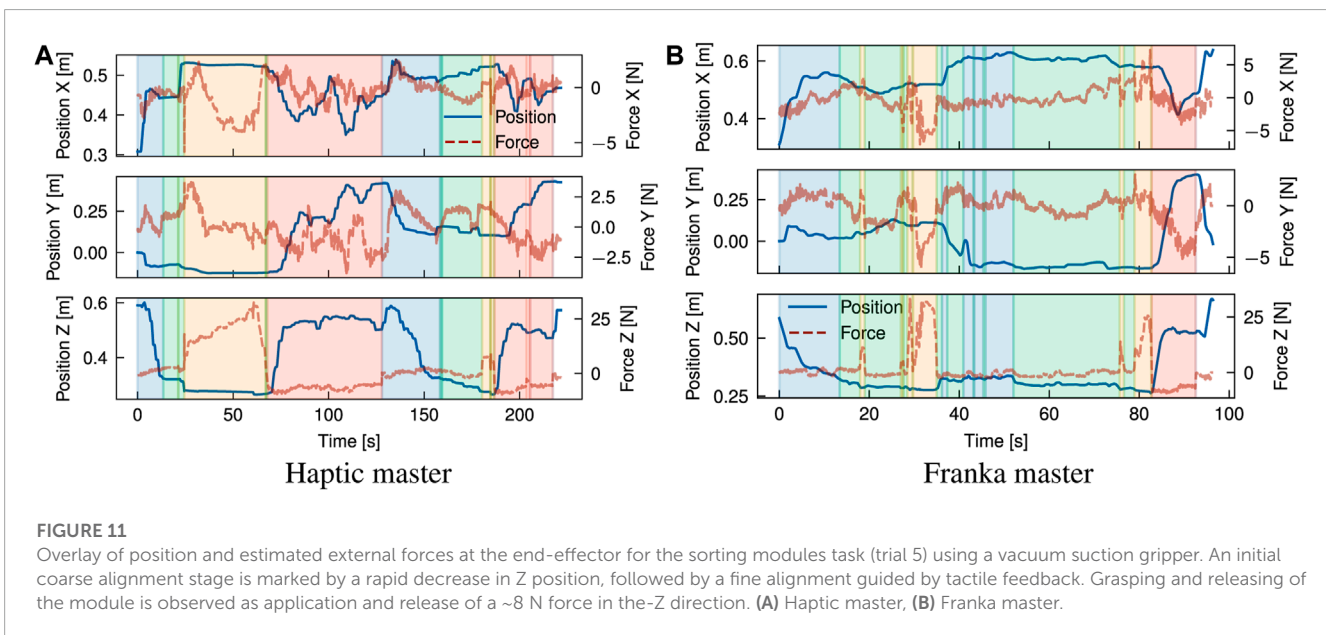 A
B
Position X [m]
0.5
0.4
0.3
Position
Force
0
−5
Force X [N]
Position Y [m]
0.25
0.00
2.5
0.0
−2.5
Force Y [N]
Position Z [m]
0.6
0.4
25
0
Force Z [N]
0 50 100 150 200
Time [s]
Haptic master
Position X [m]
0.6
0.4
5
0
−5
Force X [N]
Position Y [m]
0.25
0.00
0
−5
Force Y [N]
Position Z [m]
0.50
0.25
Position
Force
25
0
Force Z [N]
0 20 40 60 80 100
Time [s]
Franka master
FIGURE 11
Overlay of position and estimated external forces at the end-effector for the sorting modules task (trial 5) using a vacuum suction gripper. An initial
coarse alignment stage is marked by a rapid decrease in Z position, followed by a fine alignment guided by tactile feedback. Grasping and releasing of
the module is observed as application and release of a ~8 N force in the-Z direction. (A) Haptic master, (B) Franka master.